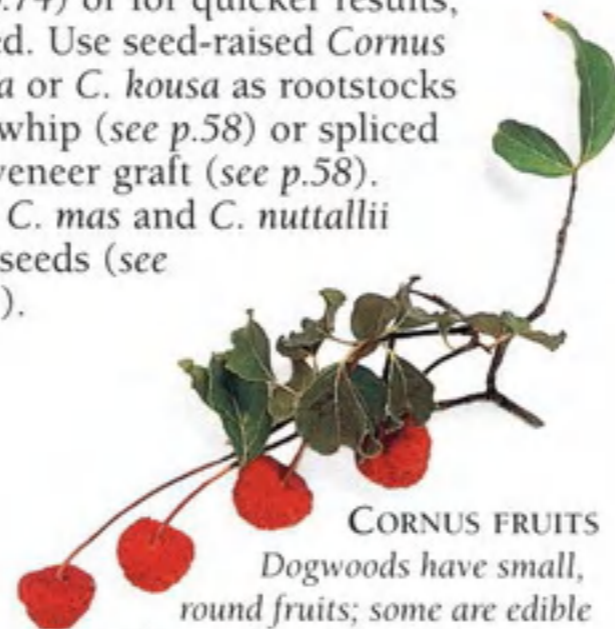 .74) or for quicker results,
ed. Use seed-raised Cornus
a or C. kousa as rootstocks
whip (see p.58) or spliced
veneer graft (see p.58).
C. mas and C. nuttallii
seeds (see
).
CORNUS FRUITS
Dogwoods have small,
round fruits; some are edible